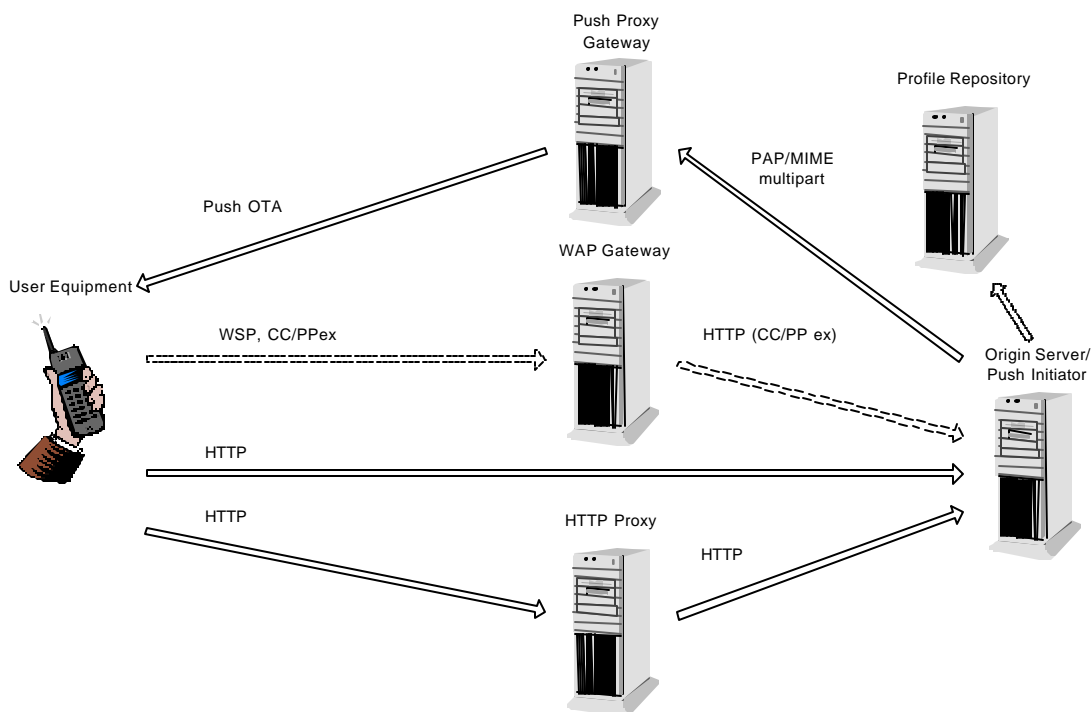 Push Proxy
Gateway
Profile Repository
PAP/MIME
multipart
Push OTA
WAP Gateway
User Equipment
WSP, CC/PPex
HTTP (CC/PP ex)
Origin Server/
Push Initiator
HTTP
HTTP
HTTP Proxy
HTTP